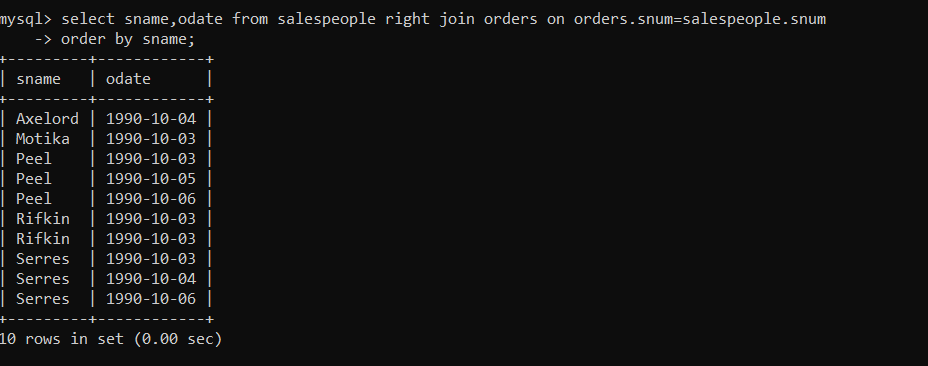 mysql> select sname,odate from salespeople right join orders on orders.snum=salespeople.snum
    -> order by sname;
+---------+------------+
| sname   | odate      |
+---------+------------+
| Axelord | 1990-10-04 |
| Motika  | 1990-10-03 |
| Peel    | 1990-10-03 |
| Peel    | 1990-10-05 |
| Peel    | 1990-10-06 |
| Rifkin  | 1990-10-03 |
| Rifkin  | 1990-10-03 |
| Serres  | 1990-10-03 |
| Serres  | 1990-10-04 |
| Serres  | 1990-10-06 |
+---------+------------+
10 rows in set (0.00 sec)